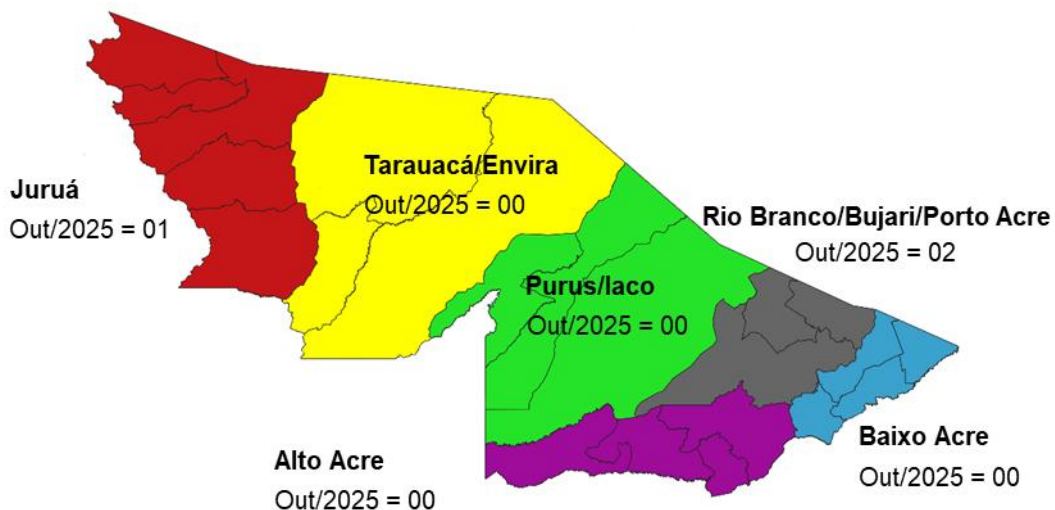 Tarauacá/Envira
Out/2025 = 00
Juruá
Out/2025 = 01
Rio Branco/Bujari/Porto Acre
Out/2025 = 02
Purus/Iaco
Out/2025 = 00
Baixo Acre
Out/2025 = 00
Alto Acre
Out/2025 = 00